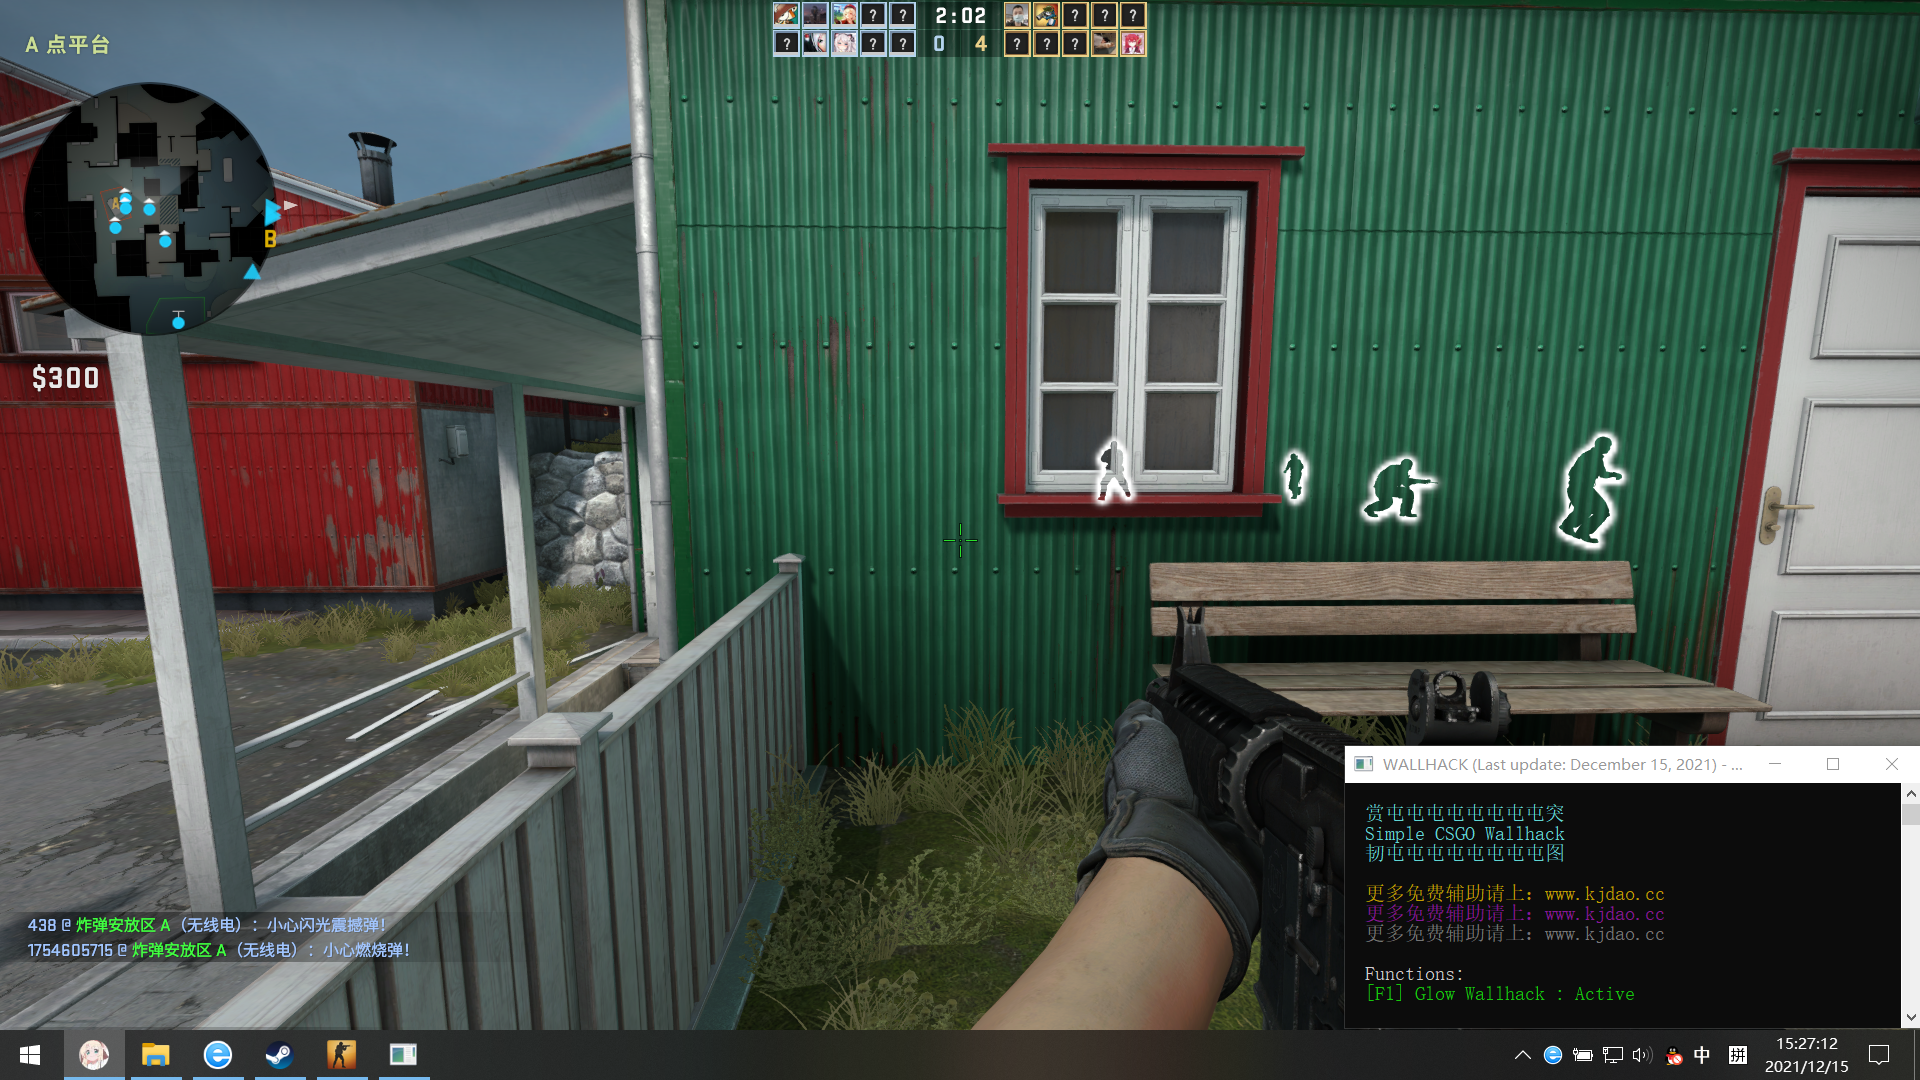 A 点平台
2:02
0 4
? ?
? ? ?
? ? ?
? ? ?
A
B
T
$300
438 @ 炸弹安放区 A（无线电）：小心闪光震撼弹！
1754605715 @ 炸弹安放区 A（无线电）：小心燃烧弹！
WALLHACK (Last update: December 15, 2021) - ...
赏屯屯屯屯屯屯屯屯突
Simple CSGO Wallhack
韧屯屯屯屯屯屯屯屯图
更多免费辅助请上：www.kjdao.cc
更多免费辅助请上：www.kjdao.cc
更多免费辅助请上：www.kjdao.cc
Functions:
[F1] Glow Wallhack : Active
中 拼
15:27:12
2021/12/15